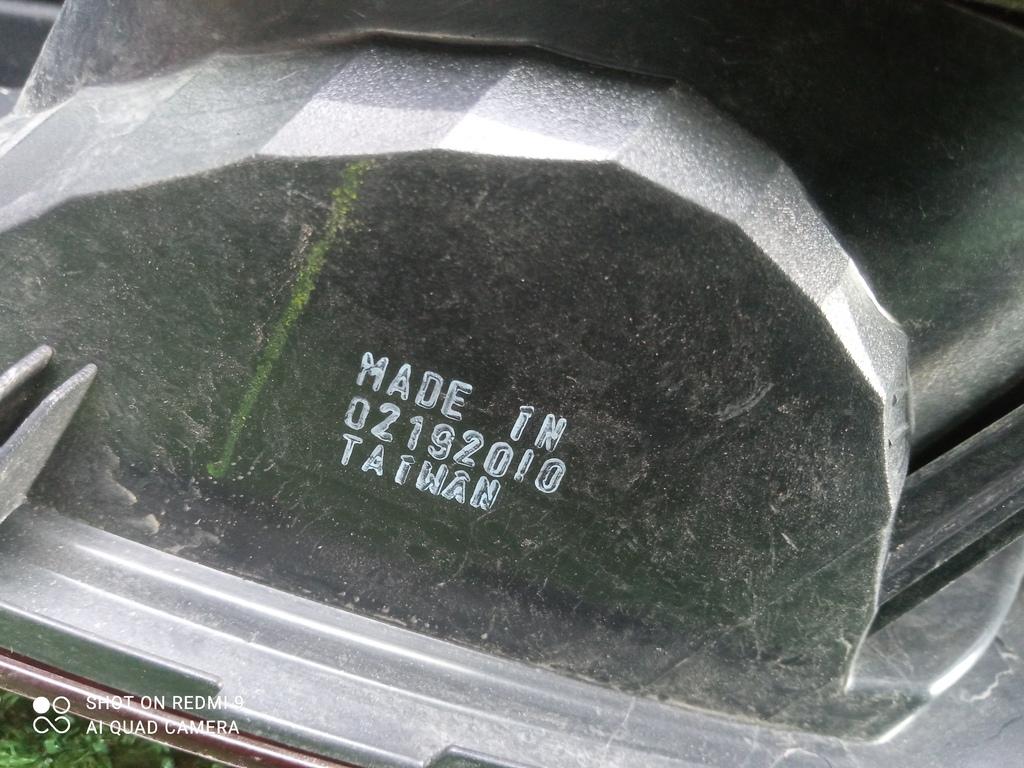 MADE IN
02192010
TAIWAN
SHOT ON REDMI 9
AI QUAD CAMERA